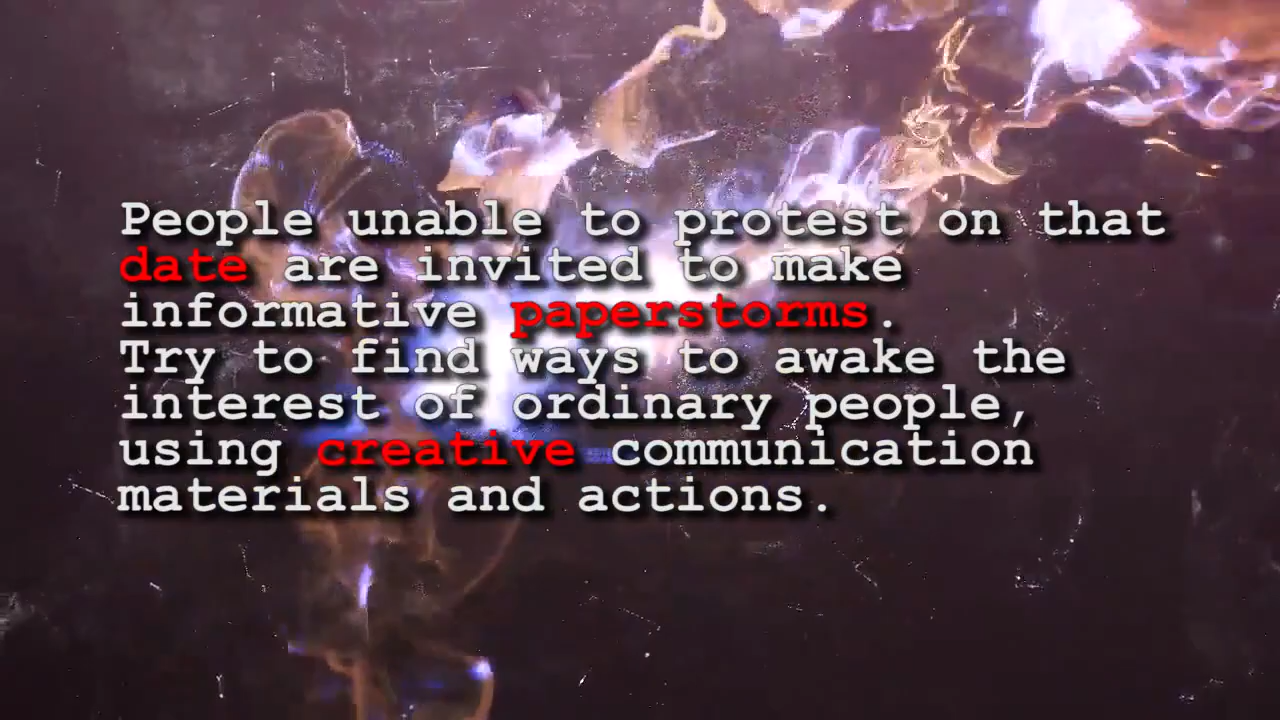 People unable to protest on that
date are invited to make
informative paperstorms.
Try to find ways to awake the
interest of ordinary people,
using creative communication
materials and actions.